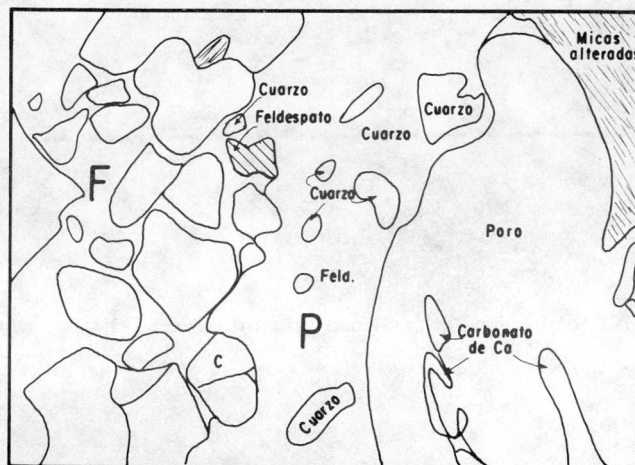 Micas
alteradas
Cuarzo
Feldespato
Cuarzo
Cuarzo
F
Cuarzo
Poro
Feld.
P
Carbonato
de Ca
C
Cuarzo